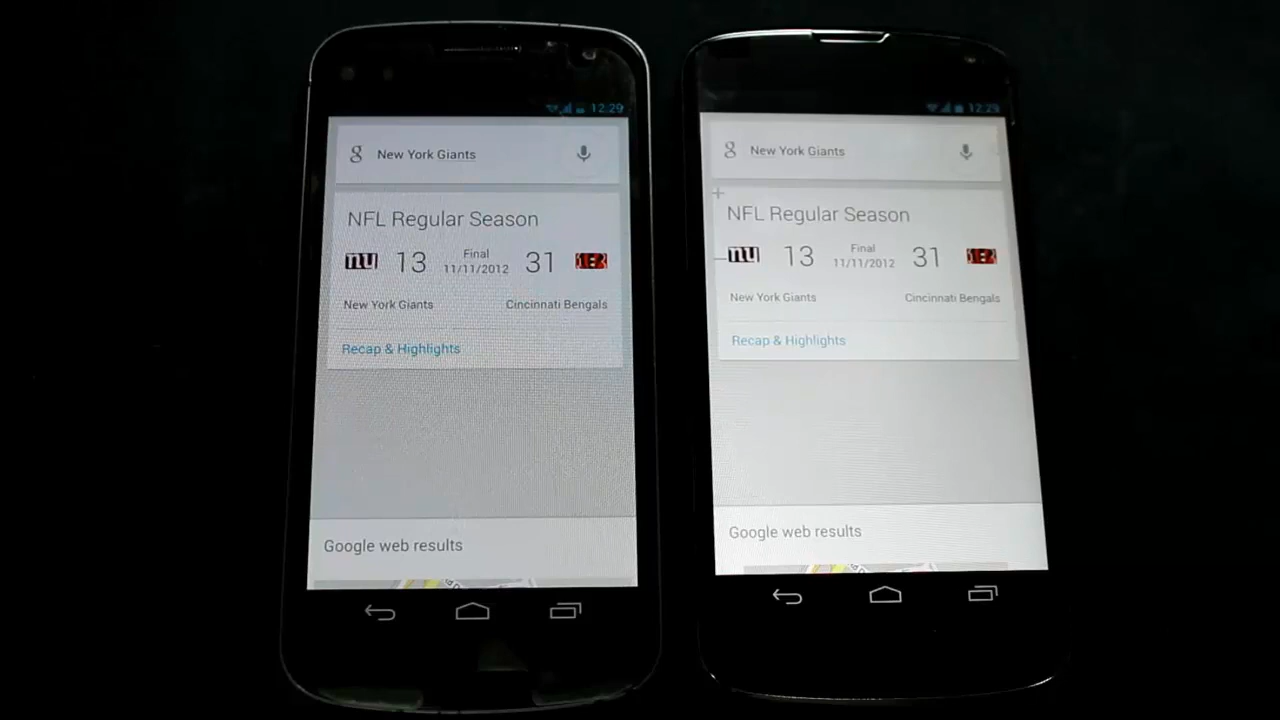 12:29
g New York Giants
NFL Regular Season
NU 13 Final 31
11/11/2012
New York Giants Cincinnati Bengals
Recap & Highlights
Google web results
12:29
g New York Giants
NFL Regular Season
NU 13 Final 31
11/11/2012
New York Giants Cincinnati Bengals
Recap & Highlights
Google web results